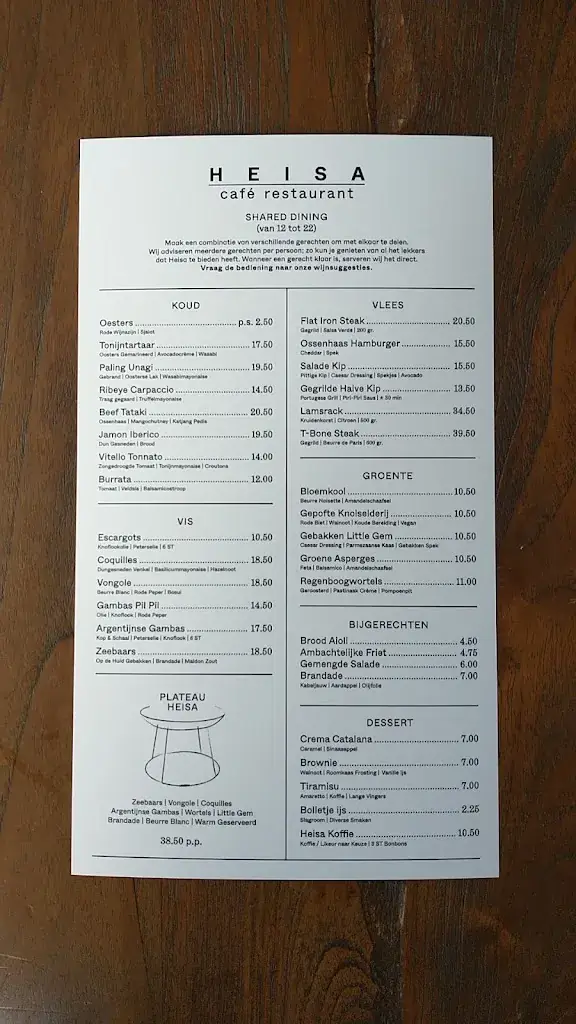 HEISA
café restaurant
SHARED DINING
(van 12 tot 22)
Maak een combinatie van verschillende gerechten om met elkaar te delen.
Wij adviseren meerdere gerechten per persoon; zo kun je genieten van al het lekkers
dat Heisa te bieden heeft. Wanneer een gerecht klaar is, serveren wij het direct.
Vraag de bediening naar onze wijnsuggesties.
KOUD
Oesters p.s. 2.50
Rode Wijnazijn | Sjalot
Tonijntartaar 17.50
Oosters Gemarineerd | Avocadocrème | Wasabi
Paling Unagi 19.50
Gebrand | Oosterse Lak | Wasabimayonaise
Ribeye Carpaccio 14.50
Traag gegaard | Truffelmayonaise
Beef Tataki 20.50
Ossenhaas | Mangochutney | Katjang Pedis
Jamon Iberico 19.50
Dun Gesneden | Brood
Vitello Tonnato 14.00
Zongedroogde Tomaat | Tonijnmayonaise | Croutons
Burrata 12.00
Tomaat | Veldsla | Balsamicostroop
VIS
Escargots 10.50
Knoflookolie | Peterselie | 6 ST
Coquilles 18.50
Dungesneden Venkel | Basilicummayonaise | Hazelnoot
Vongole 18.50
Beurre Blanc | Rode Peper | Bosui
Gambas Pil Pil 14.50
Olie | Knoflook | Rode Peper
Argentijnse Gambas 17.50
Kop & Schaal | Peterselie | Knoflook | 6 ST
Zeebaars 18.50
Op de Huid Gebakken | Brandade | Maldon Zout
PLATEAU
HEISA
Zeebaars | Vongole | Coquilles
Argentijnse Gambas | Wortels | Little Gem
Brandade | Beurre Blanc | Warm Geserveerd
38.50 p.p.
VLEES
Flat Iron Steak 20.50
Gegrild | Salsa Verde | 200 gr.
Ossenhaas Hamburger 15.50
Cheddar | Spek
Salade Kip 15.50
Pittige Kip | Caesar Dressing | Spekjes | Avocado
Gegrilde Halve Kip 13.50
Portugese Grill | Piri-Piri Saus | ± 30 min
Lamsrack 34.50
Kruidenkorst | Citroen | 500 gr.
T-Bone Steak 39.50
Gegrild | Beurre de Paris | 500 gr.
GROENTE
Bloemkool 10.50
Beurre Noisette | Amandelschaafsel
Gepofte Knolselderij 10.50
Rode Biet | Walnoot | Koude Bereiding | Vegan
Gebakken Little Gem 10.50
Caesar Dressing | Parmezaanse Kaas | Gebakken Spek
Groene Asperges 10.50
Feta | Balsamico | Amandelschaafsel
Regenboogwortels 11.00
Geroosterd | Pastinaak Crème | Pompoenpit
BIJGERECHTEN
Brood Aioli 4.50
Ambachtelijke Friet 4.75
Gemengde Salade 6.00
Brandade 7.00
Kabeljauw | Aardappel | Olijfolie
DESSERT
Crema Catalana 7.00
Caramel | Sinaasappel
Brownie 7.00
Walnoot | Roomkaas Frosting | Vanille ijs
Tiramisu 7.00
Amaretto | Koffie | Lange Vingers
Bolletje ijs 2.25
Slagroom | Diverse Smaken
Heisa Koffie 10.50
Koffie / Likeur naar Keuze | 3 ST Bonbons